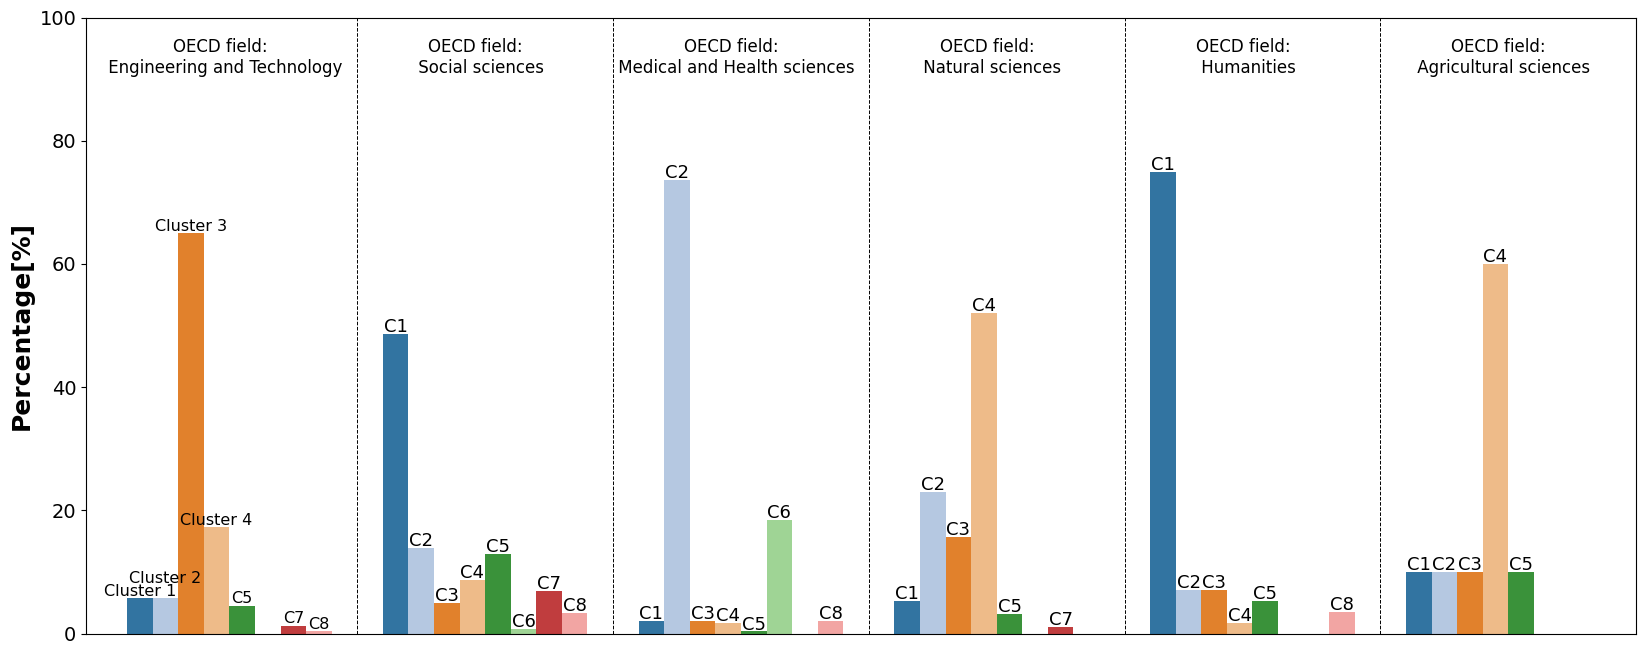 Percentage[%]
100
80
60
40
20
0
OECD field:
Engineering and Technology
Cluster 1
Cluster 2
Cluster 3
Cluster 4
C5
C7
C8
OECD field:
Social sciences
C1
C2
C3
C4
C5
C6
C7
C8
OECD field:
Medical and Health sciences
C1
C2
C3
C4
C5
C6
C8
OECD field:
Natural sciences
C1
C2
C3
C4
C5
C7
OECD field:
Humanities
C1
C2
C3
C4
C5
C8
OECD field:
Agricultural sciences
C1
C2
C3
C4
C5